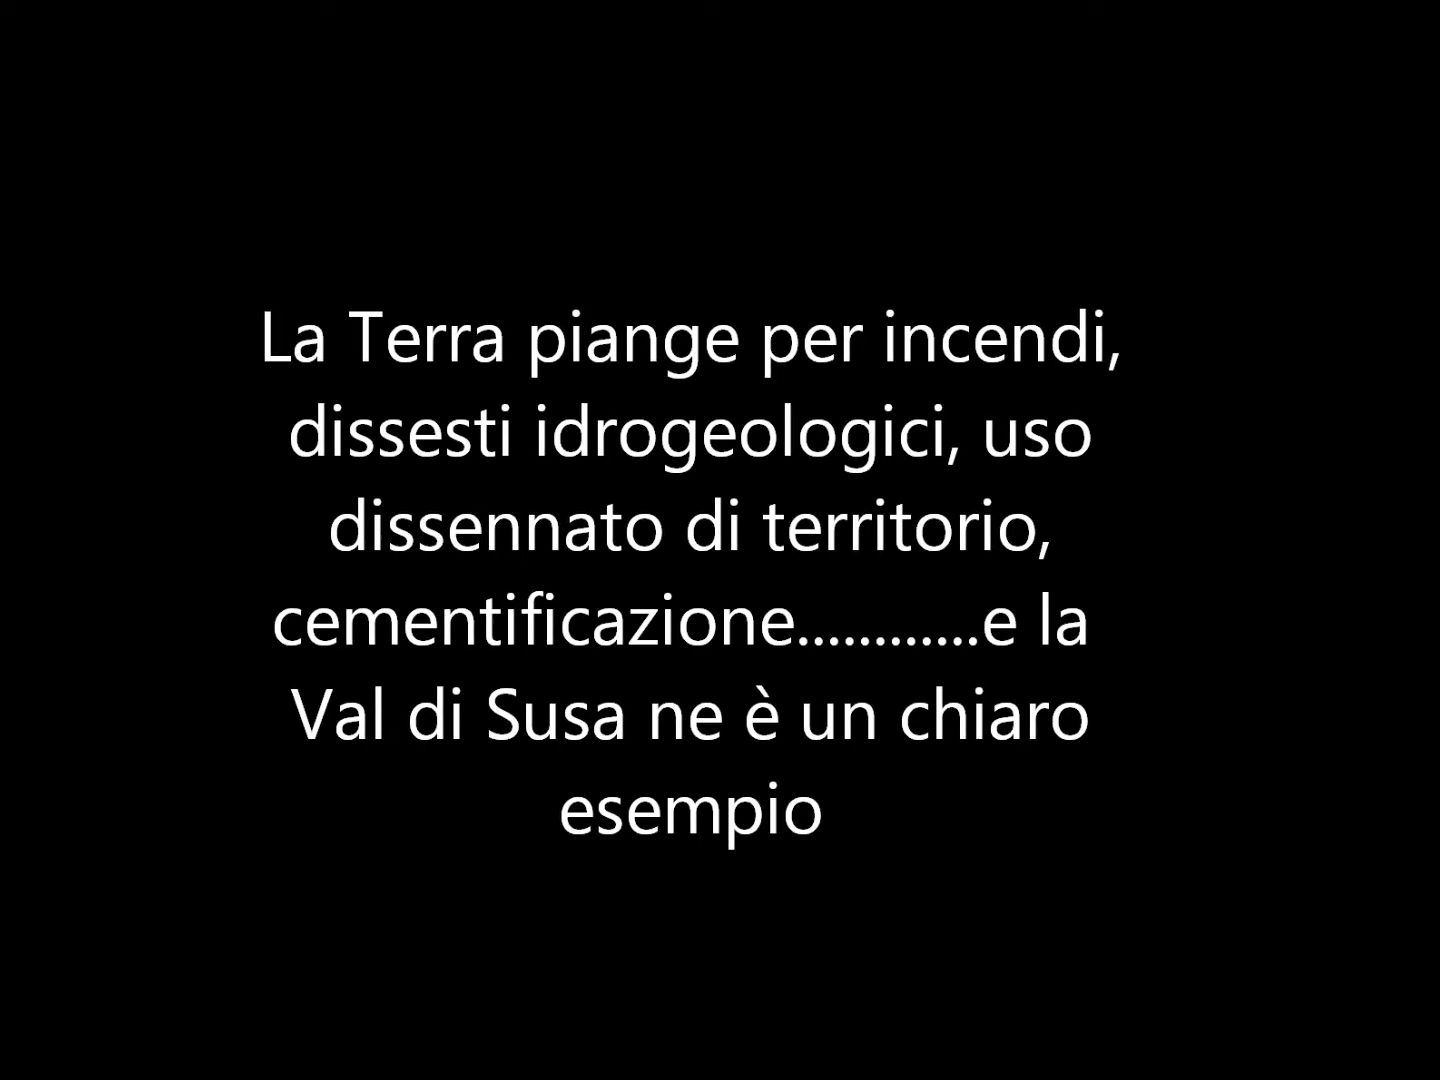 La Terra piange per incendi,
dissesti idrogeologici, uso
dissennato di territorio,
cementificazione............e la
Val di Susa ne è un chiaro
esempio